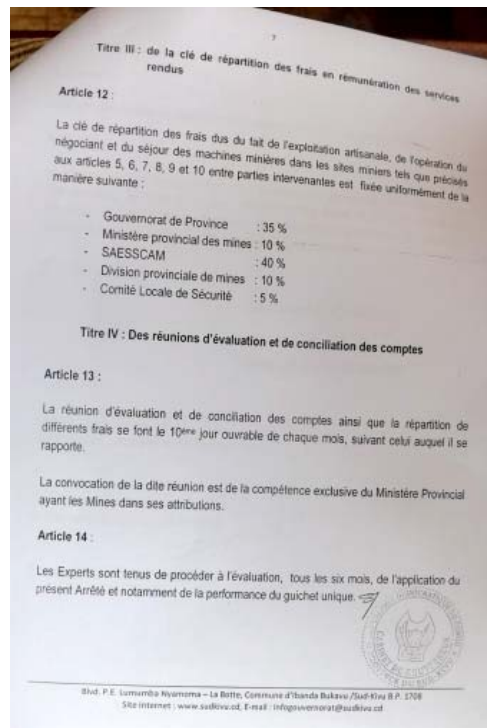 7
Titre III : de la clé de répartition des frais en rémunération des services
rendus
Article 12 :
La clé de répartition des frais dus du fait de l'exploitation artisanale, de l'opération du
négociant et du séjour des machines minières dans les sites miniers tels que précisés
aux articles 5, 6, 7, 8, 9 et 10 entre parties intervenantes est fixée uniformément de la
manière suivante :
- Gouvernorat de Province : 35 %
- Ministère provincial des mines : 10 %
- SAESSCAM : 40 %
- Division provinciale de mines : 10 %
- Comité Locale de Sécurité : 5 %
Titre IV : Des réunions d'évaluation et de conciliation des comptes
Article 13 :
La réunion d'évaluation et de conciliation des comptes ainsi que la répartition de
différents frais se font le 10ème jour ouvrable de chaque mois, suivant celui auquel il se
rapporte.
La convocation de la dite réunion est de la compétence exclusive du Ministère Provincial
ayant les Mines dans ses attributions.
Article 14 :
Les Experts sont tenus de procéder à l'évaluation, tous les six mois, de l'application du
présent Arrêté et notamment de la performance du guichet unique.
Blvd. P.E. Lumumba Nyamoma – La Botte, Commune d'Ibanda Bukavu /Sud-Kivu B.P. 1708
Site internet : www.sudkivu.cd, E-mail : infogouvernorat@sudkivu.cd